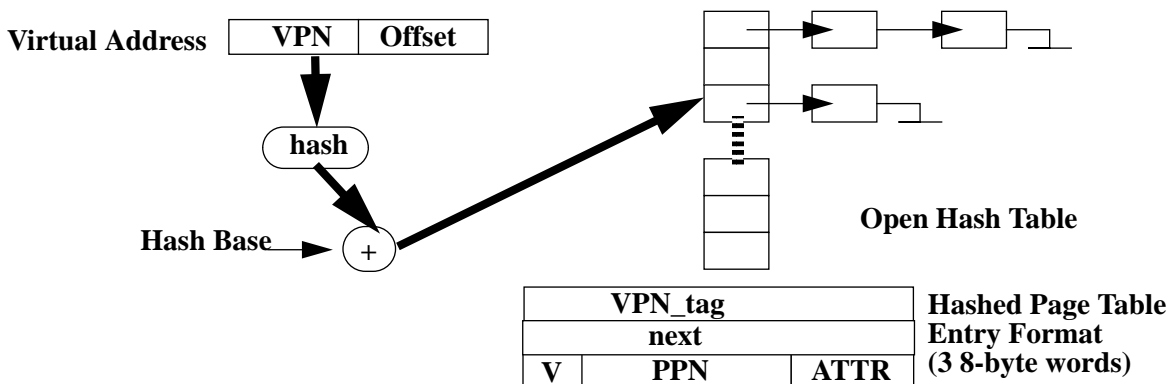 Virtual Address
VPN
Offset
hash
Hash Base
+
Open Hash Table
VPN_tag
next
V
PPN
ATTR
Hashed Page Table
Entry Format
(3 8-byte words)